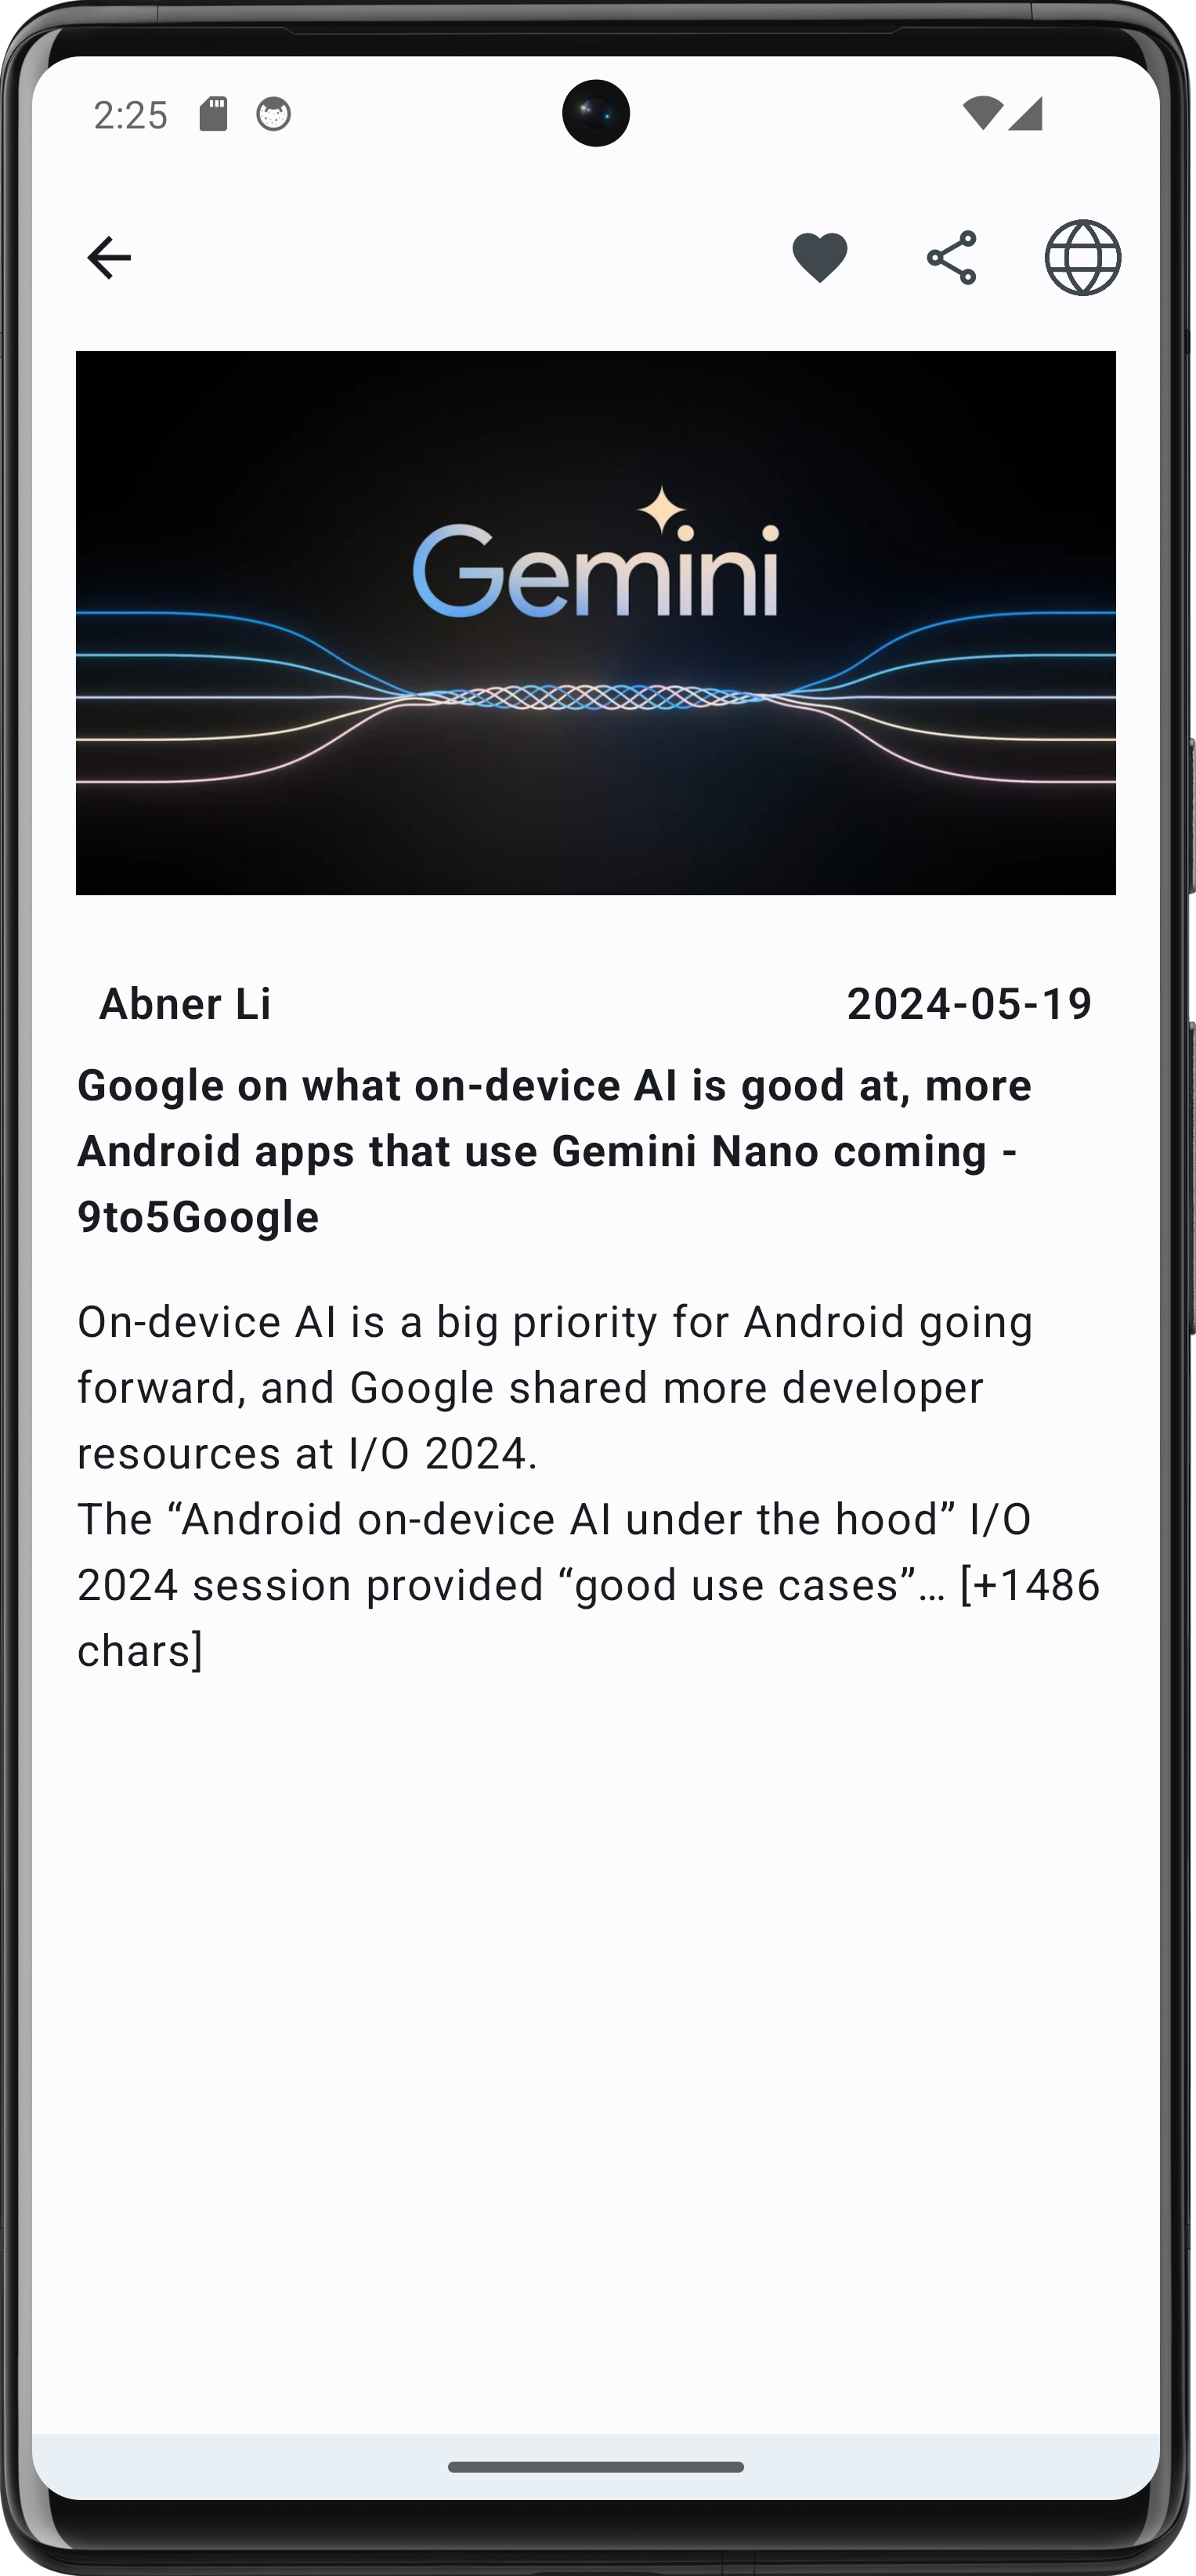 2:25
Gemini
Abner Li
2024-05-19
Google on what on-device AI is good at, more
Android apps that use Gemini Nano coming -
9to5Google
On-device AI is a big priority for Android going
forward, and Google shared more developer
resources at I/O 2024.
The “Android on-device AI under the hood” I/O
2024 session provided “good use cases”… [+1486
chars]